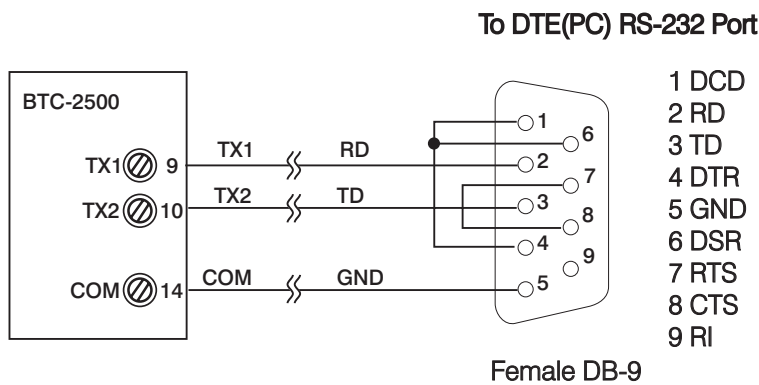 To DTE(PC) RS-232 Port
BTC-2500
TX1 9 TX1 RD
TX2 10 TX2 TD
COM 14 COM GND
1
6
2
7
3
8
4
9
5
1 DCD
2 RD
3 TD
4 DTR
5 GND
6 DSR
7 RTS
8 CTS
9 RI
Female DB-9